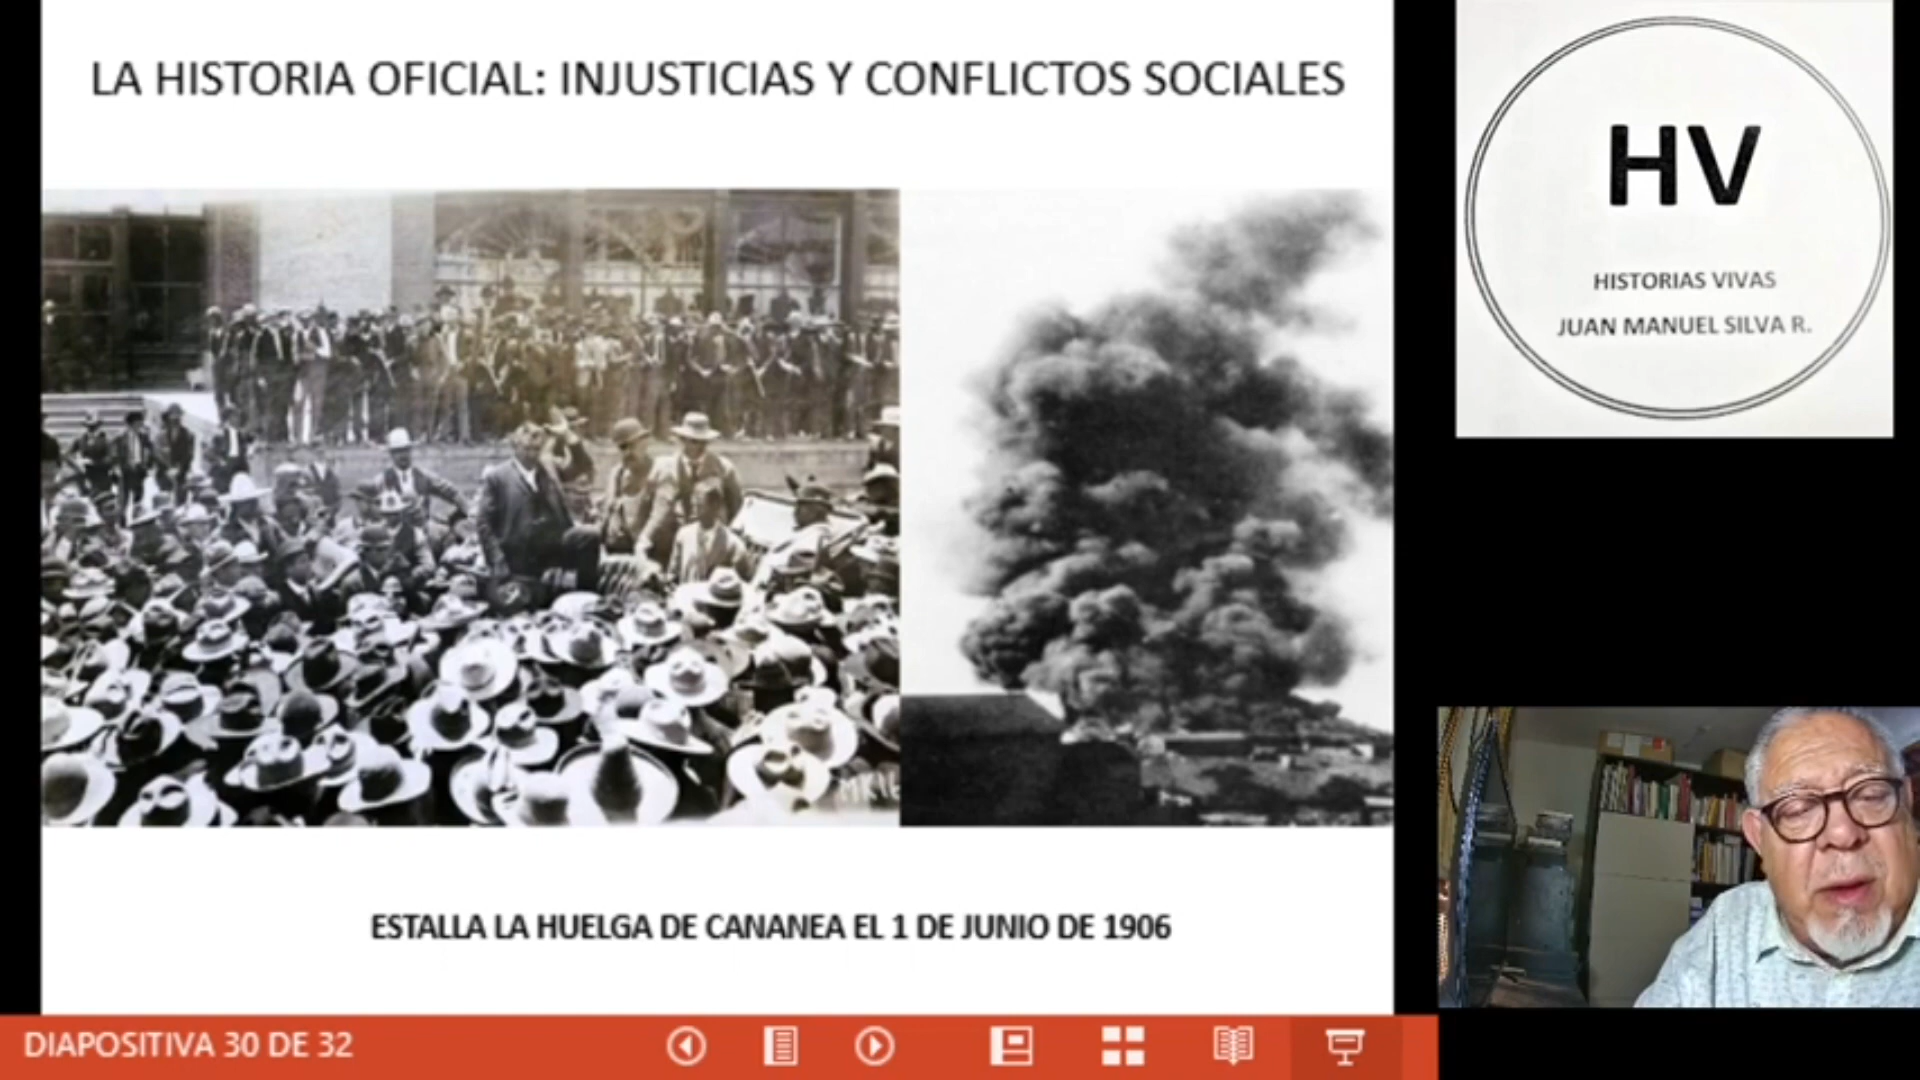 LA HISTORIA OFICIAL: INJUSTICIAS Y CONFLICTOS SOCIALES
HV
HISTORIAS VIVAS
JUAN MANUEL SILVA R.
ESTALLA LA HUELGA DE CANANEA EL 1 DE JUNIO DE 1906
DIAPOSITIVA 30 DE 32